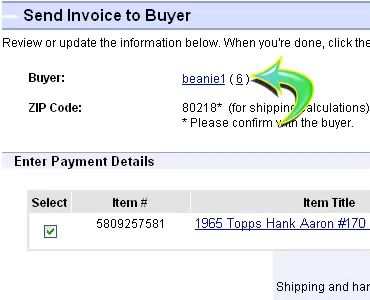 Send Invoice to Buyer
Review or update the information below. When you're done, click the
Buyer: beanie1 ( 6 )
ZIP Code: 80218* (for shipping calculations)
* Please confirm with the buyer.
Enter Payment Details
Select Item # Item Title
5809257581 1965 Topps Hank Aaron #170
Shipping and har